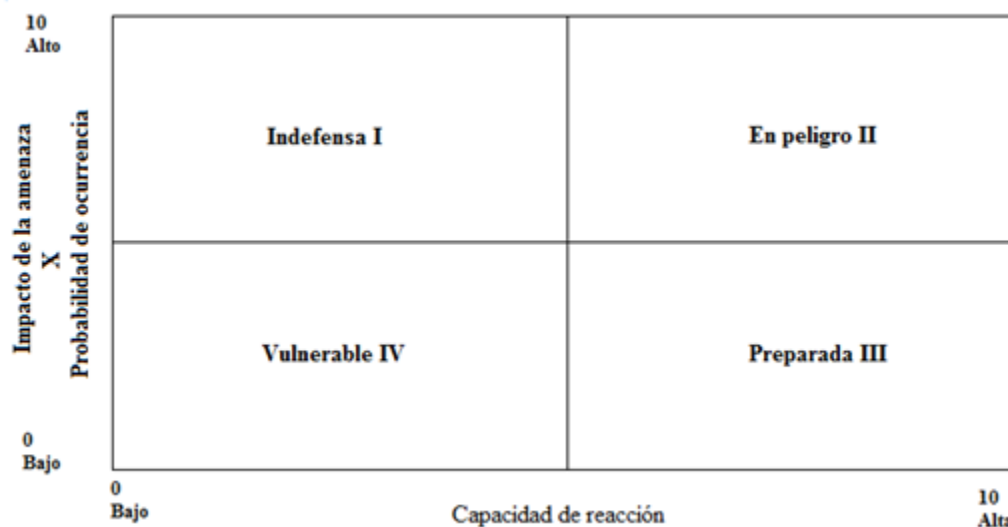 10
Alto
Impacto de la amenaza
X
Probabilidad de ocurrencia
Indefensa I
En peligro II
Vulnerable IV
Preparada III
0
Bajo
0
Bajo
Capacidad de reacción
10
Alto